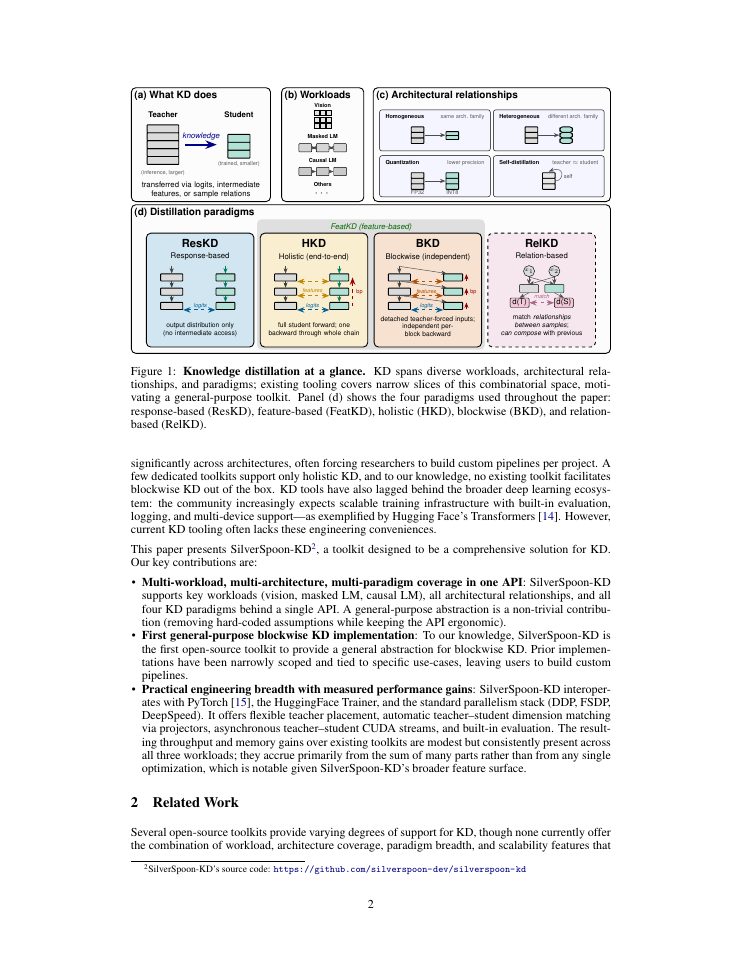 (a) What KD does
Teacher
Student
knowledge
(trained, smaller)
(inference, larger)
transferred via logits, intermediate
features, or sample relations
(b) Workloads
Vision
Masked LM
Causal LM
Others
. . .
(c) Architectural relationships
Homogeneous
same arch. family
Heterogeneous
different arch. family
Quantization
lower precision
FP32
INT8
Self-distillation
teacher ≈ student
self
(d) Distillation paradigms
FeatKD (feature-based)
ResKD
Response-based
logits
output distribution only
(no intermediate access)
HKD
Holistic (end-to-end)
features
bp
logits
full student forward; one
backward through whole chain
BKD
Blockwise (independent)
features
bp
logits
detached teacher-forced inputs;
independent per-
block backward
RelKD
Relation-based
match
d(T)
d(S)
match relationships
between samples;
can compose with previous
Figure 1: Knowledge distillation at a glance. KD spans diverse workloads, architectural rela-
tionships, and paradigms; existing tooling covers narrow slices of this combinatorial space, moti-
vating a general-purpose toolkit. Panel (d) shows the four paradigms used throughout the paper:
response-based (ResKD), feature-based (FeatKD), holistic (HKD), blockwise (BKD), and relation-
based (RelKD).
significantly across architectures, often forcing researchers to build custom pipelines per project. A
few dedicated toolkits support only holistic KD, and to our knowledge, no existing toolkit facilitates
blockwise KD out of the box. KD tools have also lagged behind the broader deep learning ecosys-
tem: the community increasingly expects scalable training infrastructure with built-in evaluation,
logging, and multi-device support—as exemplified by Hugging Face's Transformers [14]. However,
current KD tooling often lacks these engineering conveniences.
This paper presents SilverSpoon-KD2, a toolkit designed to be a comprehensive solution for KD.
Our key contributions are:
• Multi-workload, multi-architecture, multi-paradigm coverage in one API: SilverSpoon-KD
supports key workloads (vision, masked LM, causal LM), all architectural relationships, and all
four KD paradigms behind a single API. A general-purpose abstraction is a non-trivial contribu-
tion (removing hard-coded assumptions while keeping the API ergonomic).
• First general-purpose blockwise KD implementation: To our knowledge, SilverSpoon-KD is
the first open-source toolkit to provide a general abstraction for blockwise KD. Prior implemen-
tations have been narrowly scoped and tied to specific use-cases, leaving users to build custom
pipelines.
• Practical engineering breadth with measured performance gains: SilverSpoon-KD interoper-
ates with PyTorch [15], the HuggingFace Trainer, and the standard parallelism stack (DDP, FSDP,
DeepSpeed). It offers flexible teacher placement, automatic teacher–student dimension matching
via projectors, asynchronous teacher–student CUDA streams, and built-in evaluation. The result-
ing throughput and memory gains over existing toolkits are modest but consistently present across
all three workloads; they accrue primarily from the sum of many parts rather than from any single
optimization, which is notable given SilverSpoon-KD's broader feature surface.
2 Related Work
Several open-source toolkits provide varying degrees of support for KD, though none currently offer
the combination of workload, architecture coverage, paradigm breadth, and scalability features that
2SilverSpoon-KD's source code: https://github.com/silverspoon-dev/silverspoon-kd
2